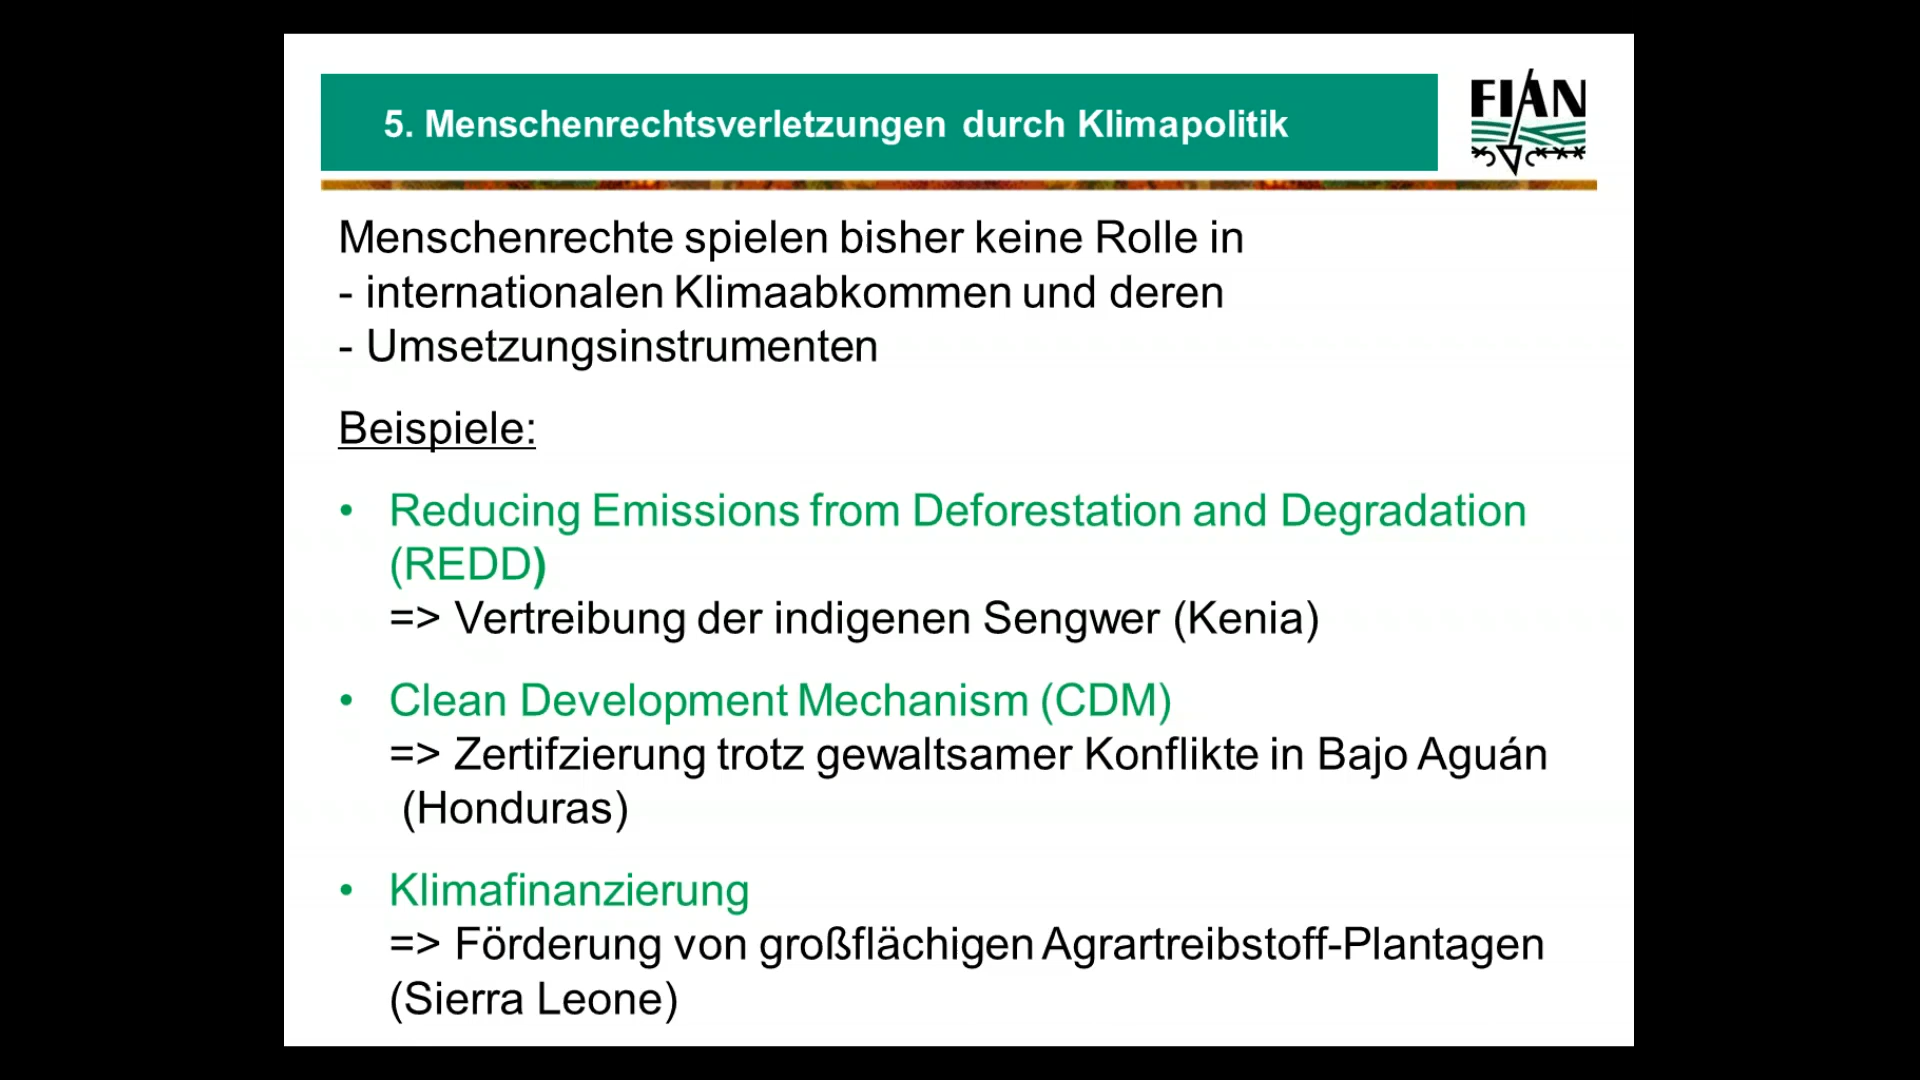 5. Menschenrechtsverletzungen durch Klimapolitik
FIAN
Menschenrechte spielen bisher keine Rolle in
- internationalen Klimaabkommen und deren
- Umsetzungsinstrumenten
Beispiele:
• Reducing Emissions from Deforestation and Degradation
(REDD)
=> Vertreibung der indigenen Sengwer (Kenia)
• Clean Development Mechanism (CDM)
=> Zertifzierung trotz gewaltsamer Konflikte in Bajo Aguán
(Honduras)
• Klimafinanzierung
=> Förderung von großflächigen Agrartreibstoff-Plantagen
(Sierra Leone)